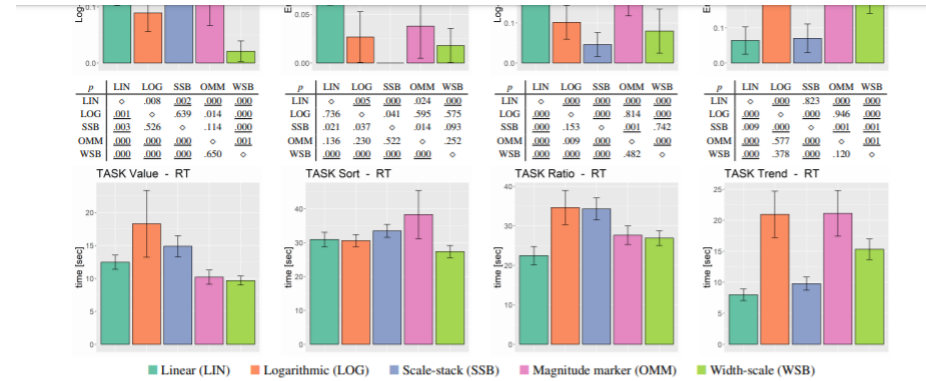 Log-
0.1
0.0
Er
0.05
0.00
Log-
0.1
0.0
E
0.1
0.0
p LIN LOG SSB OMM WSB
LIN ◇ .008 .002 .000 .000
LOG .001 ◇ .639 .014 .000
SSB .003 .526 ◇ .114 .000
OMM .000 .000 .000 ◇ .001
WSB .000 .000 .000 .650 ◇
p LIN LOG SSB OMM WSB
LIN ◇ .005 .000 .024 .000
LOG .736 ◇ .041 .595 .575
SSB .021 .037 ◇ .014 .093
OMM .136 .230 .522 ◇ .252
WSB .000 .000 .000 .000 ◇
p LIN LOG SSB OMM WSB
LIN ◇ .000 .000 .000 .000
LOG .000 ◇ .000 .814 .000
SSB .000 .153 ◇ .001 .742
OMM .000 .009 .000 ◇ .000
WSB .000 .000 .000 .482 ◇
p LIN LOG SSB OMM WSB
LIN ◇ .000 .823 .000 .000
LOG .000 ◇ .000 .946 .000
SSB .009 .000 ◇ .001 .001
OMM .000 .577 .000 ◇ .001
WSB .000 .378 .000 .120 ◇
TASK Value - RT
time [sec]
20
15
10
5
0
TASK Sort - RT
time [sec]
40
30
20
10
0
TASK Ratio - RT
time [sec]
40
30
20
10
0
TASK Trend - RT
time [sec]
25
20
15
10
5
0
Linear (LIN) Logarithmic (LOG) Scale-stack (SSB) Magnitude marker (OMM) Width-scale (WSB)